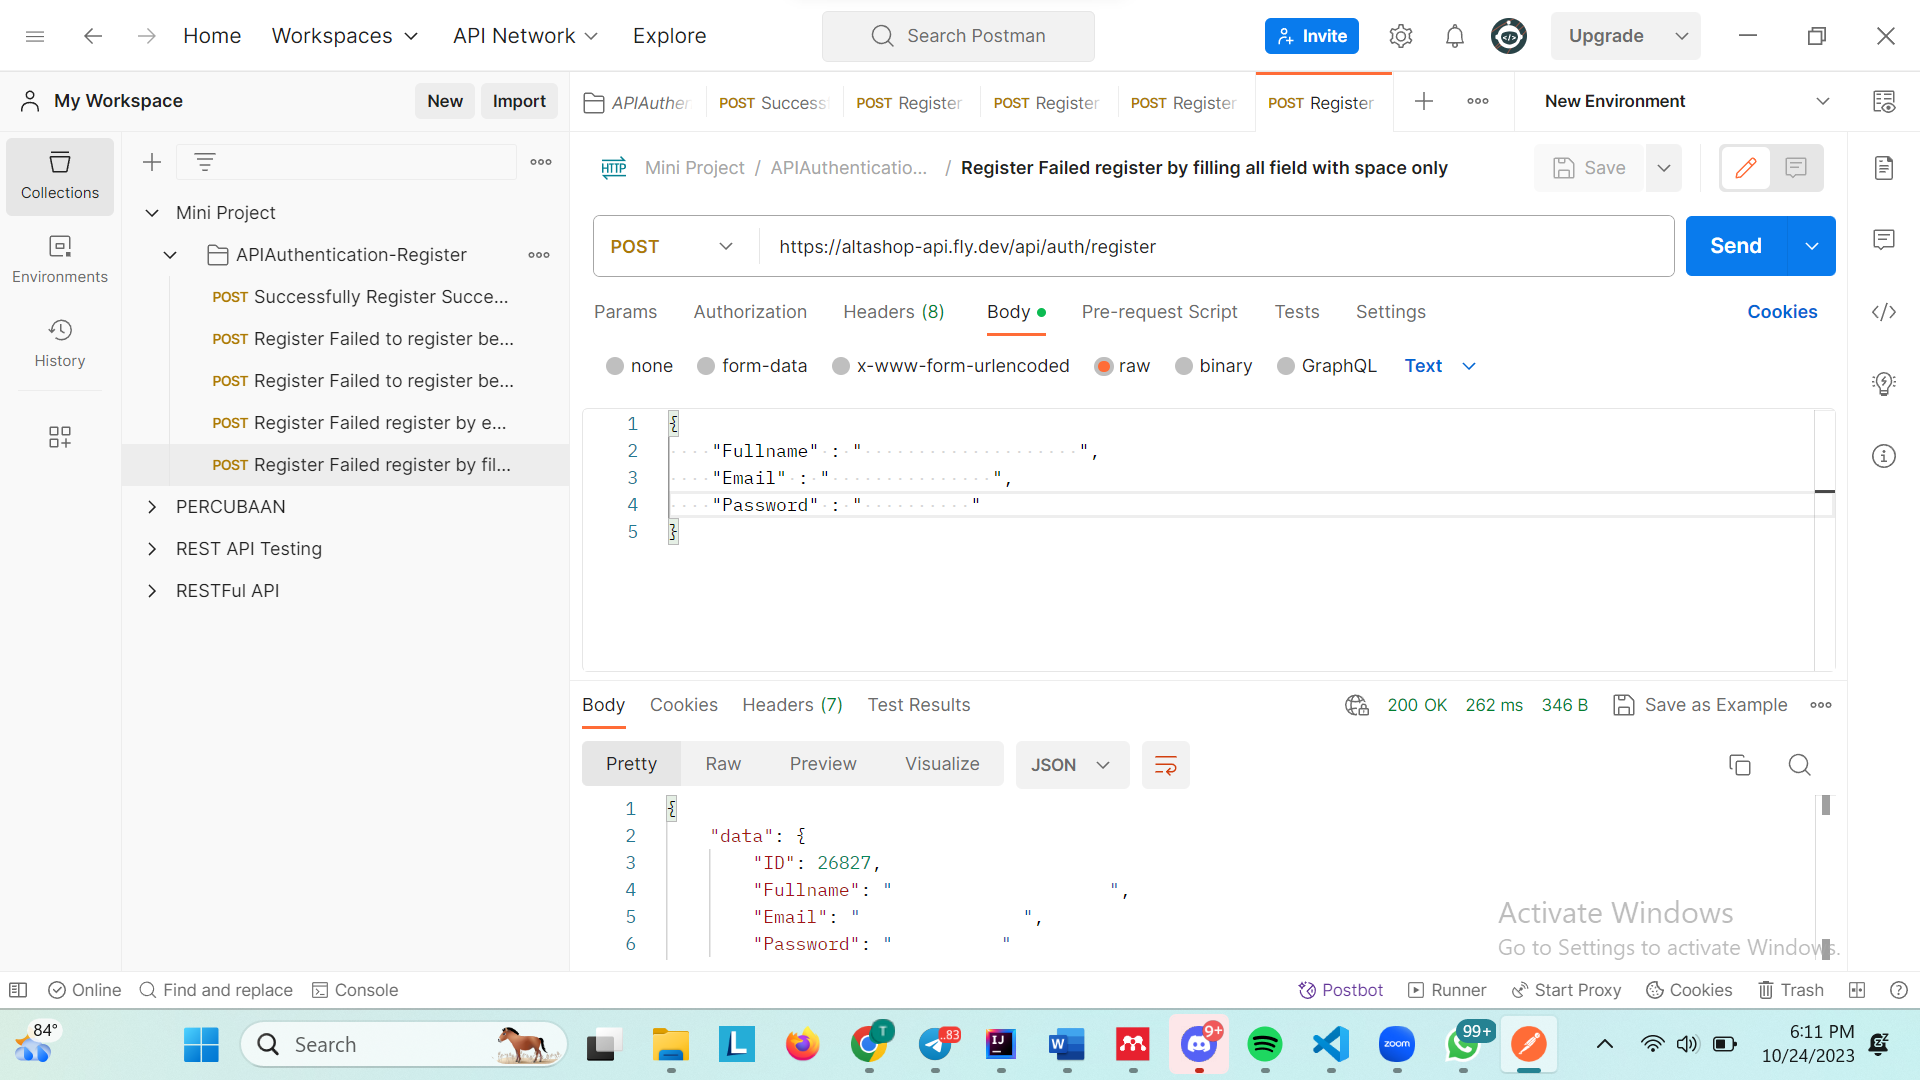 Home Workspaces API Network Explore Search Postman Invite Upgrade
My Workspace New Import
APIAuther POST Success POST Register POST Register POST Register POST Register New Environment
Collections
Environments
History
Mini Project
APIAuthentication-Register
POST Successfully Register Succe...
POST Register Failed to register be...
POST Register Failed to register be...
POST Register Failed register by e...
POST Register Failed register by fil...
PERCUBAAN
REST API Testing
RESTFul API
HTTP Mini Project / APIAuthenticatio... / Register Failed register by filling all field with space only Save
POST https://altashop-api.fly.dev/api/auth/register Send
Params Authorization Headers (8) Body Pre-request Script Tests Settings Cookies
none form-data x-www-form-urlencoded raw binary GraphQL Text
1 {
2 "Fullname" : "                    ",
3 "Email" : "               ",
4 "Password" : "          "
5 }
Body Cookies Headers (7) Test Results 200 OK 262 ms 346 B Save as Example
Pretty Raw Preview Visualize JSON
1 {
2 "data": {
3 "ID": 26827,
4 "Fullname": "                    ",
5 "Email": "               ",
6 "Password": "          "
Activate Windows
Go to Settings to activate Windows.
Online Find and replace Console Postbot Runner Start Proxy Cookies Trash
84° Search T ..83 L IJ W 9+ zoom 99+ 6:11 PM
10/24/2023